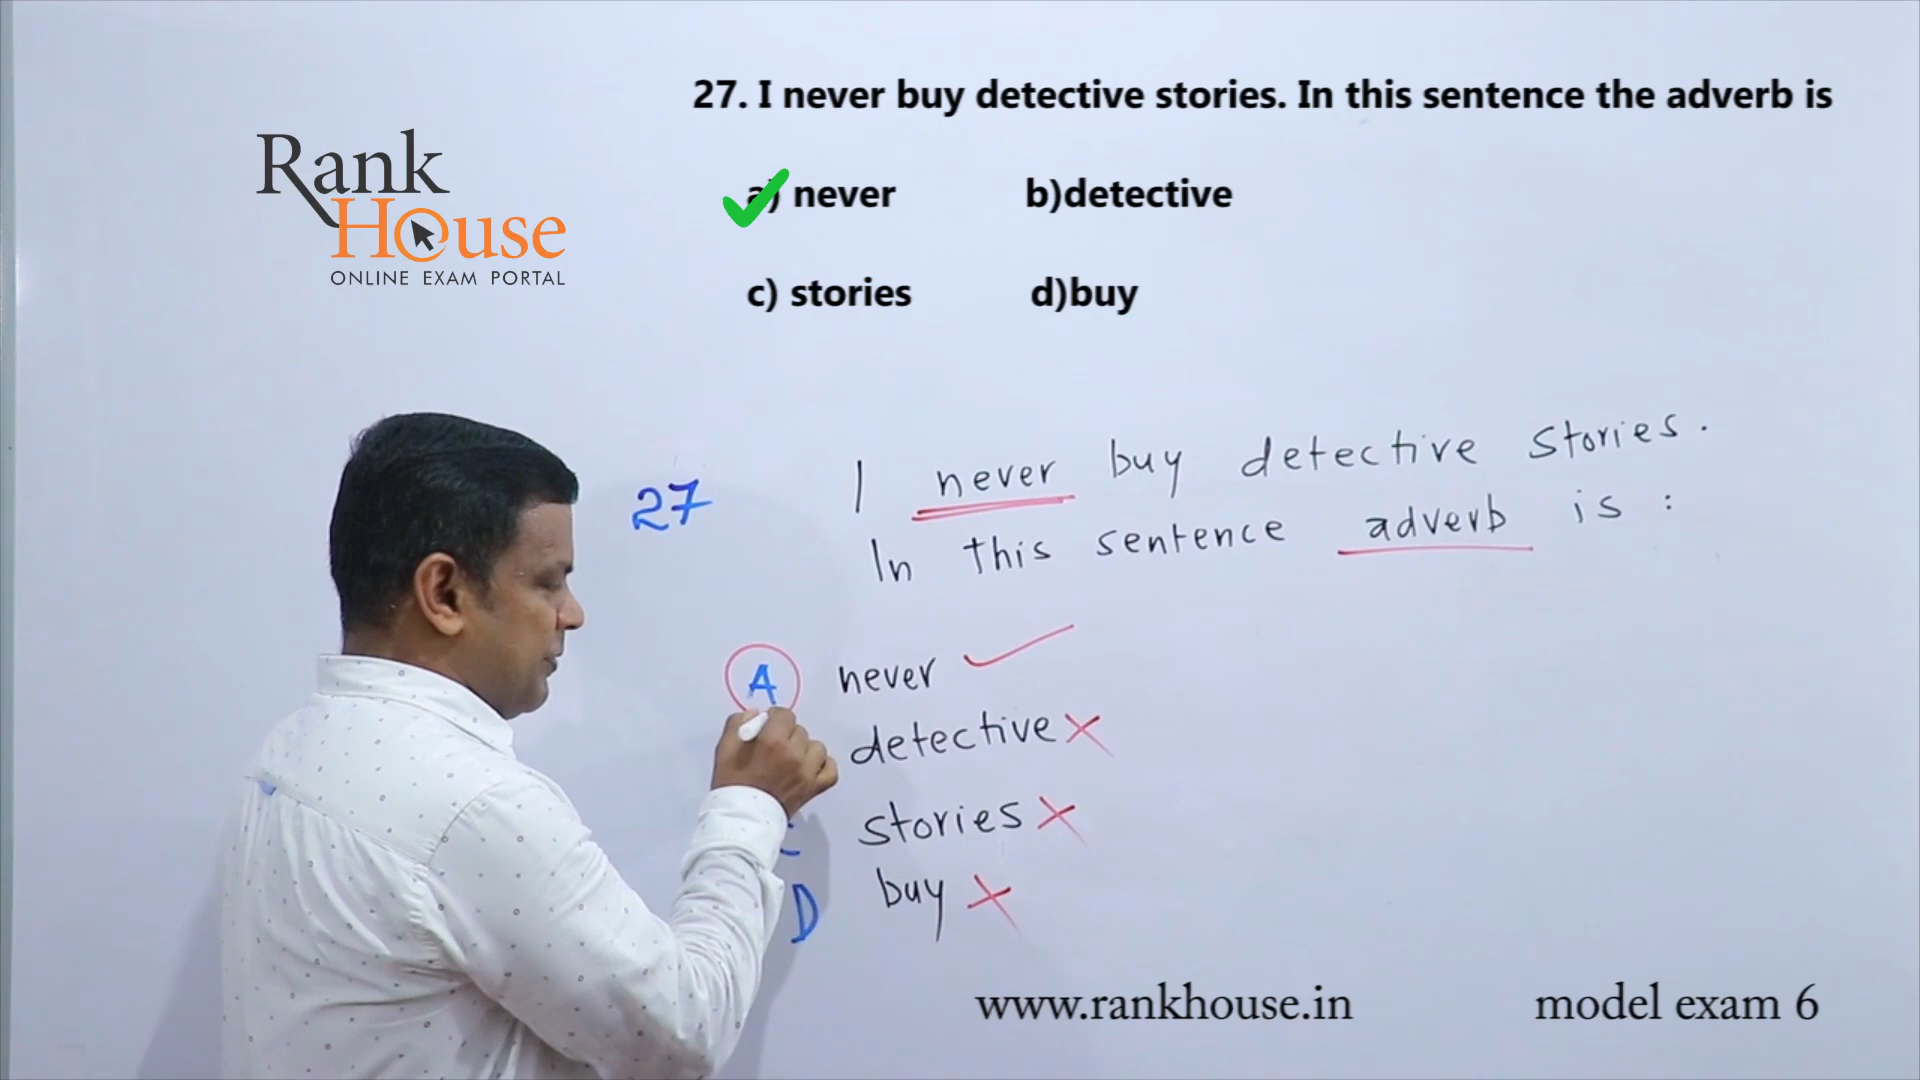 27. I never buy detective stories. In this sentence the adverb is
Rank
House
ONLINE EXAM PORTAL
a) never b)detective
c) stories d)buy
27 I never buy detective stories.
In this sentence adverb is :
A never
detective
stories
D buy
www.rankhouse.in model exam 6